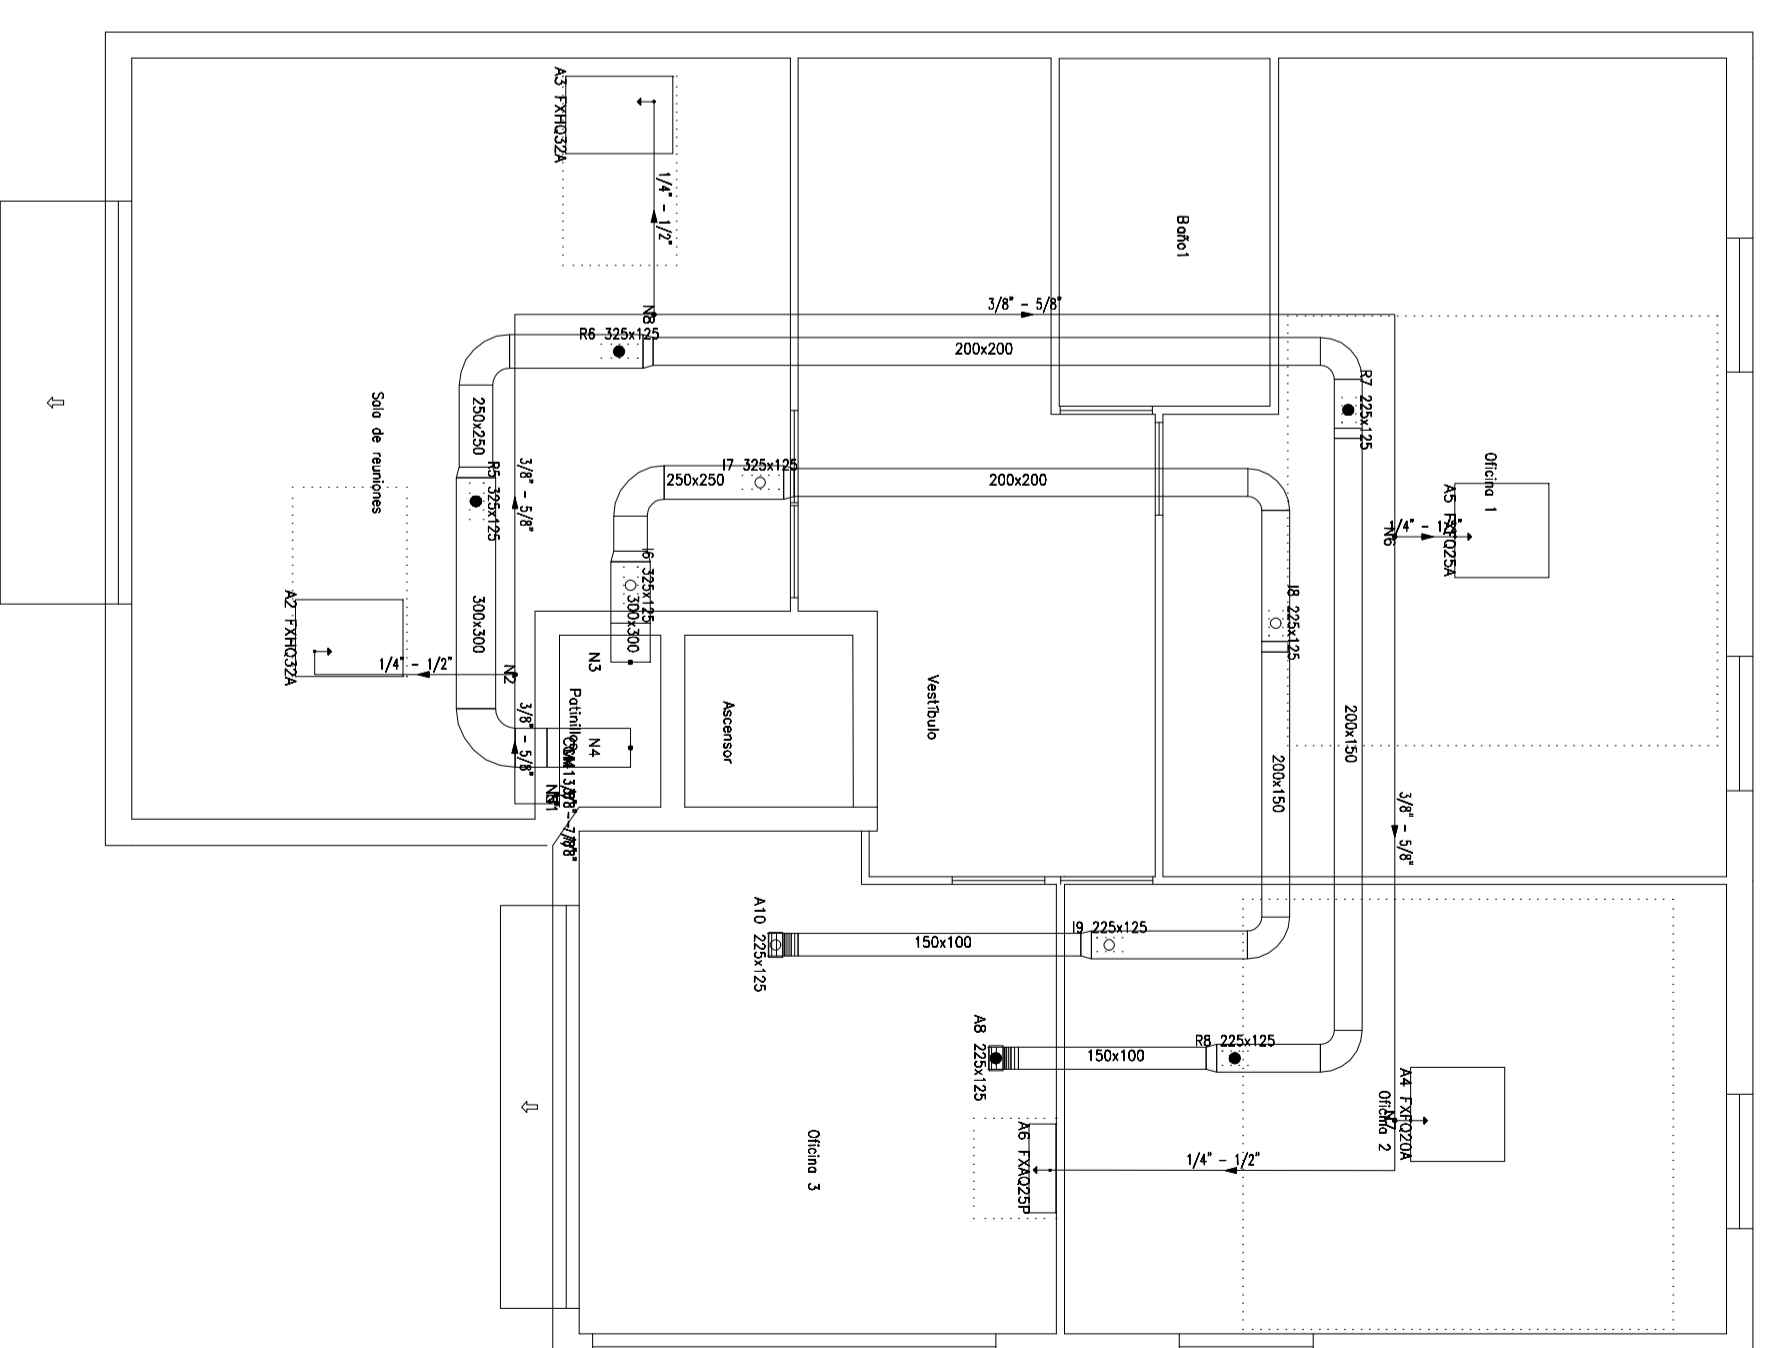 A3 FXHQ32A
1/4" - 1/2"
Baño1
N8
3/8" - 5/8"
R6 325x125
200x200
R7 225x125
250x250
Sala de reuniones
3/8" - 5/8"
R5 325x125
I7 325x125
250x250
200x200
Oficina 1
A5
1/4" - 1/2"
N6
I6 325x125
300x300
300x300
I8 225x125
A2 FXHQ32A
1/4" - 1/2"
N2
N3
Patinillo
N4
3/8" - 5/8"
Ascensor
Vestíbulo
200x150
200x150
3/8" - 5/8"
A10 225x125
150x100
I9 225x125
A8 225x125
150x100
R8 225x125
A4
Oficina 2
A6 FXAQ25P
1/4" - 1/2"
Oficina 3